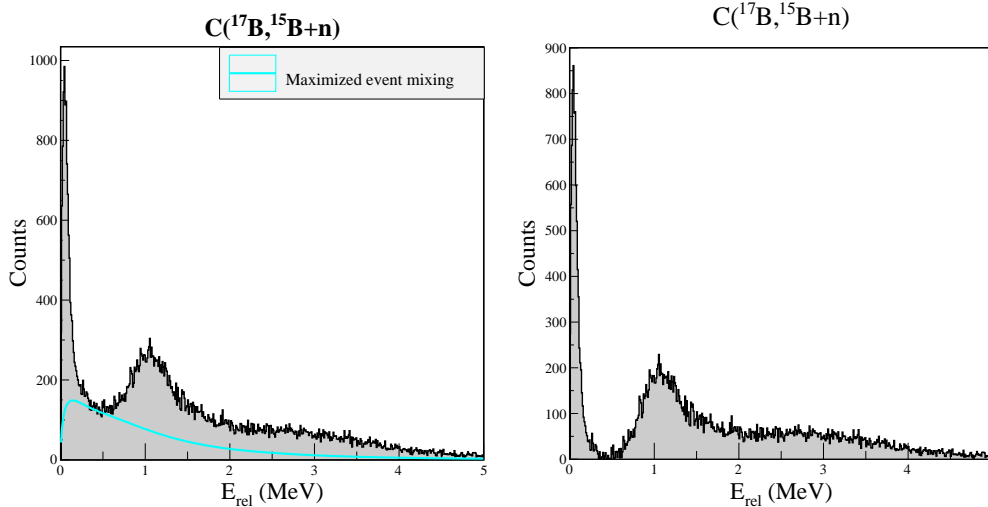 C(¹⁷B,¹⁵B+n)
Maximized event mixing
Counts
1000
800
600
400
200
0
0 1 2 3 4 5
E_rel (MeV)
C(¹⁷B,¹⁵B+n)
Counts
900
800
700
600
500
400
300
200
100
0
0 1 2 3 4
E_rel (MeV)